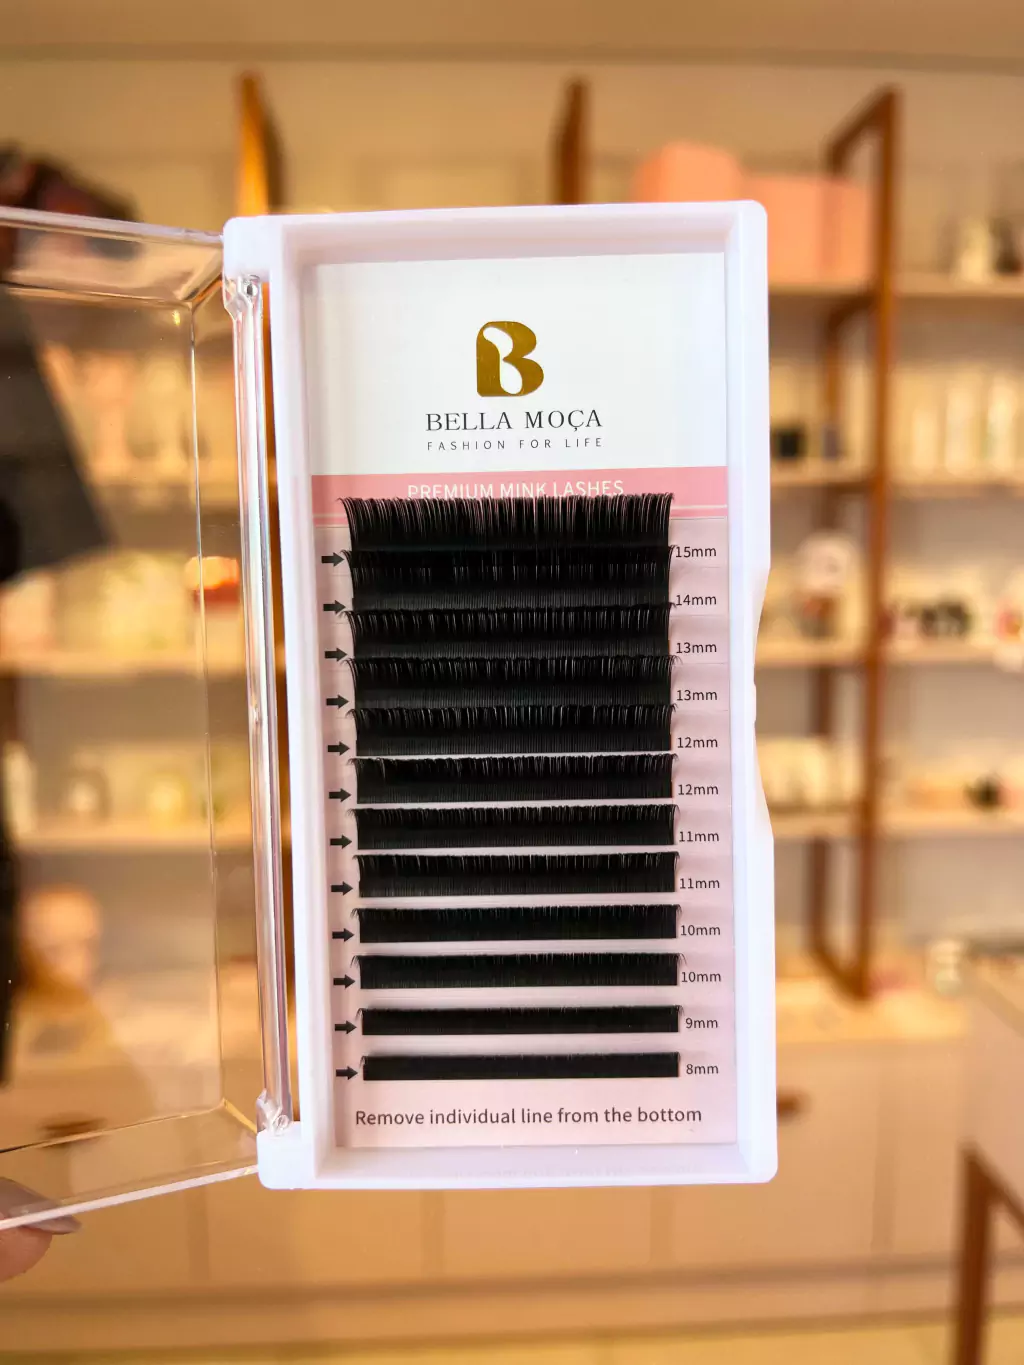 B
BELLA MOÇA
FASHION FOR LIFE
PREMIUM MINK LASHES
15mm
14mm
13mm
13mm
12mm
12mm
11mm
11mm
10mm
10mm
9mm
8mm
Remove individual line from the bottom